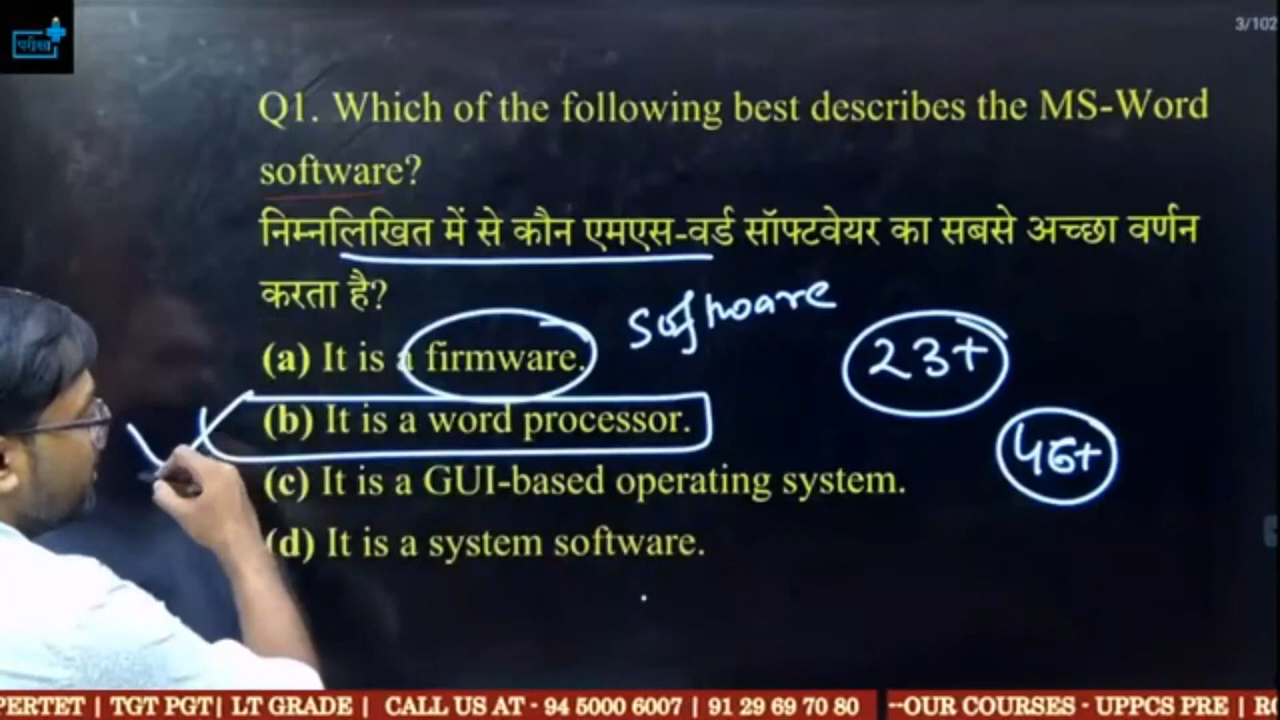 परीक्षा
3/102
Q1. Which of the following best describes the MS-Word
software?
निम्नलिखित में से कौन एमएस-वर्ड सॉफ्टवेयर का सबसे अच्छा वर्णन
करता है?
(a) It is a firmware.
Software
23+
(b) It is a word processor.
46+
(c) It is a GUI-based operating system.
(d) It is a system software.
PERTET | TGT PGT| LT GRADE | CALL US AT - 94 5000 6007 | 91 29 69 70 80 --OUR COURSES - UPPCS PRE | RO